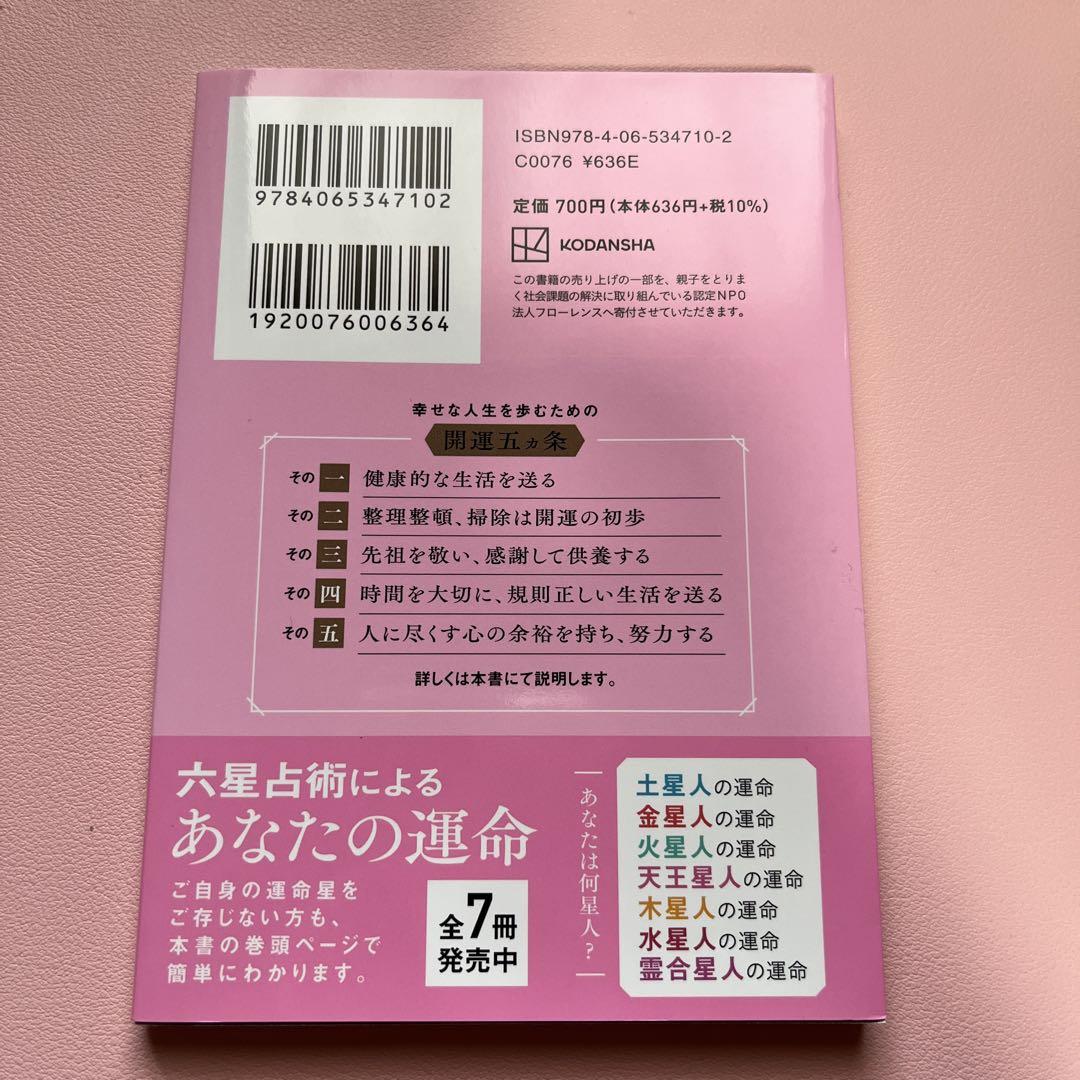 9784065347102
1920076006364
ISBN978-4-06-534710-2
C0076 ¥636E
定価 700円(本体636円+税10%)
KODANSHA
この書籍の売り上げの一部を、親子をとりま
く社会課題の解決に取り組んでいる認定NPO
法人フローレンスへ寄付させていただきます。
幸せな人生を歩むための
開運五ヵ条
その一 健康的な生活を送る
その二 整理整頓、掃除は開運の初歩
その三 先祖を敬い、感謝して供養する
その四 時間を大切に、規則正しい生活を送る
その五 人に尽くす心の余裕を持ち、努力する
詳しくは本書にて説明します。
六星占術による
あなたの運命
ご自身の運命星を
ご存じない方も、
本書の巻頭ページで
簡単にわかります。
全7冊
発売中
あなたは何星人?
土星人の運命
金星人の運命
火星人の運命
天王星人の運命
木星人の運命
水星人の運命
霊合星人の運命